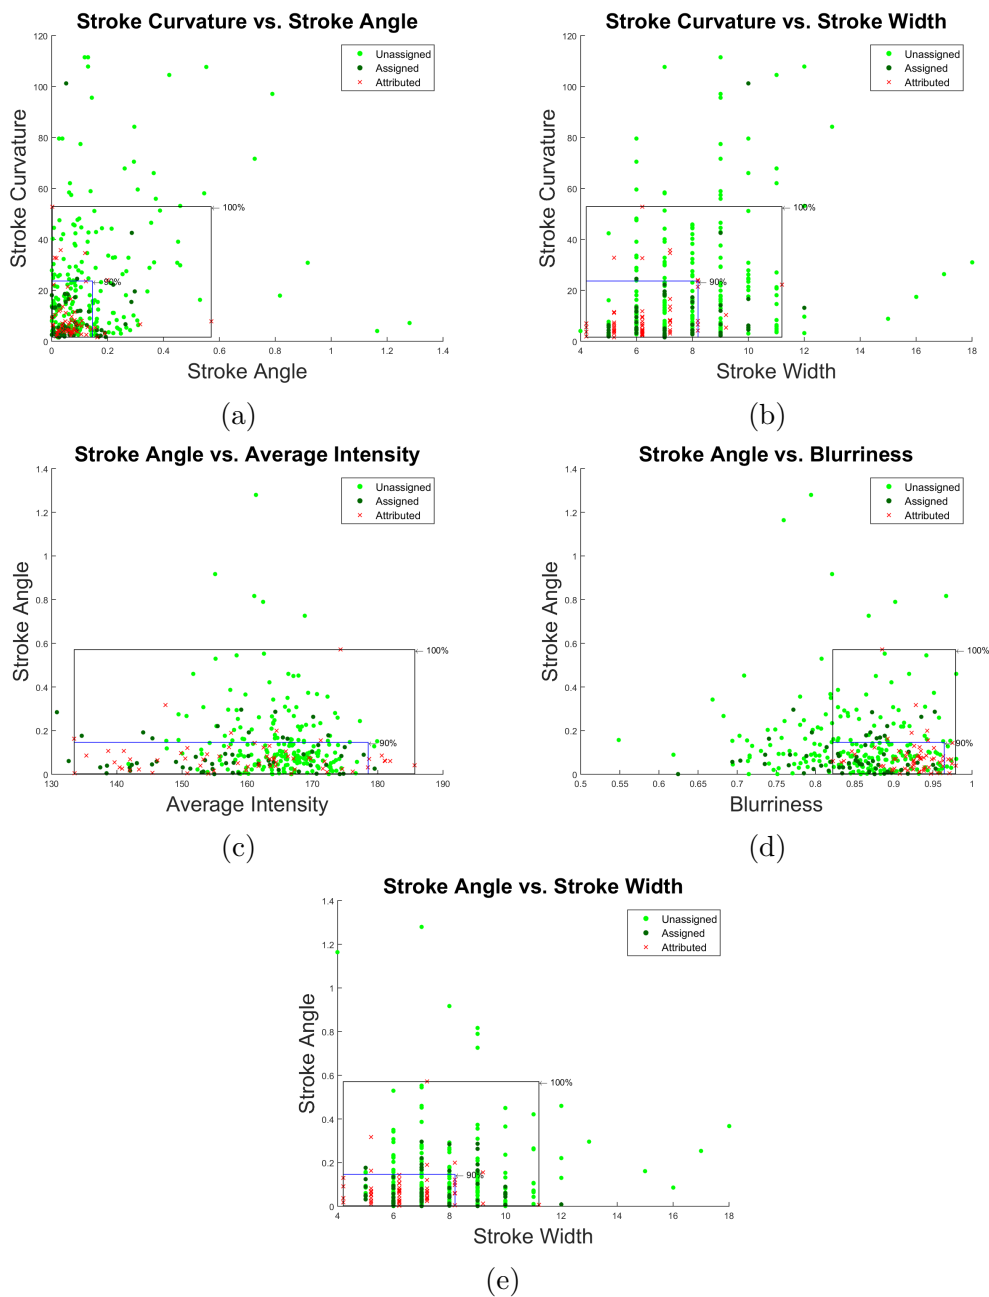 Stroke Curvature vs. Stroke Angle
120
100
80
60
40
20
0
Stroke Curvature
Unassigned
Assigned
Attributed
100%
90%
0 0.2 0.4 0.6 0.8 1 1.2 1.4
Stroke Angle
(a)
Stroke Curvature vs. Stroke Width
120
100
80
60
40
20
0
Stroke Curvature
Unassigned
Assigned
Attributed
100%
90%
4 6 8 10 12 14 16 18
Stroke Width
(b)
Stroke Angle vs. Average Intensity
1.4
1.2
1
0.8
0.6
0.4
0.2
0
Stroke Angle
Unassigned
Assigned
Attributed
100%
90%
130 140 150 160 170 180 190
Average Intensity
(c)
Stroke Angle vs. Blurriness
1.4
1.2
1
0.8
0.6
0.4
0.2
0
Stroke Angle
Unassigned
Assigned
Attributed
100%
90%
0.5 0.55 0.6 0.65 0.7 0.75 0.8 0.85 0.9 0.95 1
Blurriness
(d)
Stroke Angle vs. Stroke Width
1.4
1.2
1
0.8
0.6
0.4
0.2
0
Stroke Angle
Unassigned
Assigned
Attributed
100%
90%
4 6 8 10 12 14 16 18
Stroke Width
(e)